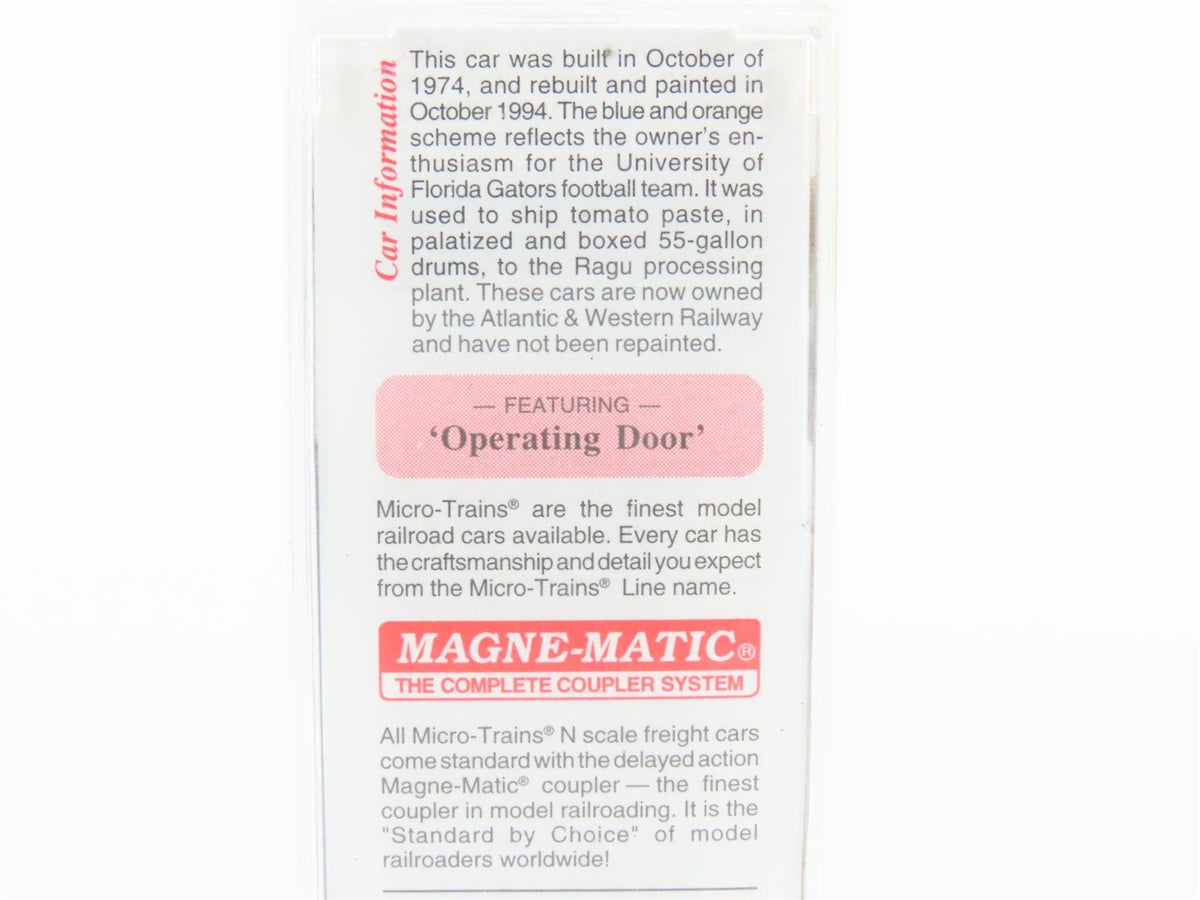 Car Information
This car was built in October of
1974, and rebuilt and painted in
October 1994. The blue and orange
scheme reflects the owner's en-
thusiasm for the University of
Florida Gators football team. It was
used to ship tomato paste, in
palatized and boxed 55-gallon
drums, to the Ragu processing
plant. These cars are now owned
by the Atlantic & Western Railway
and have not been repainted.
— FEATURING —
‘Operating Door’
Micro-Trains® are the finest model
railroad cars available. Every car has
the craftsmanship and detail you expect
from the Micro-Trains® Line name.
MAGNE-MATIC®
THE COMPLETE COUPLER SYSTEM
All Micro-Trains® N scale freight cars
come standard with the delayed action
Magne-Matic® coupler — the finest
coupler in model railroading. It is the
"Standard by Choice" of model
railroaders worldwide!